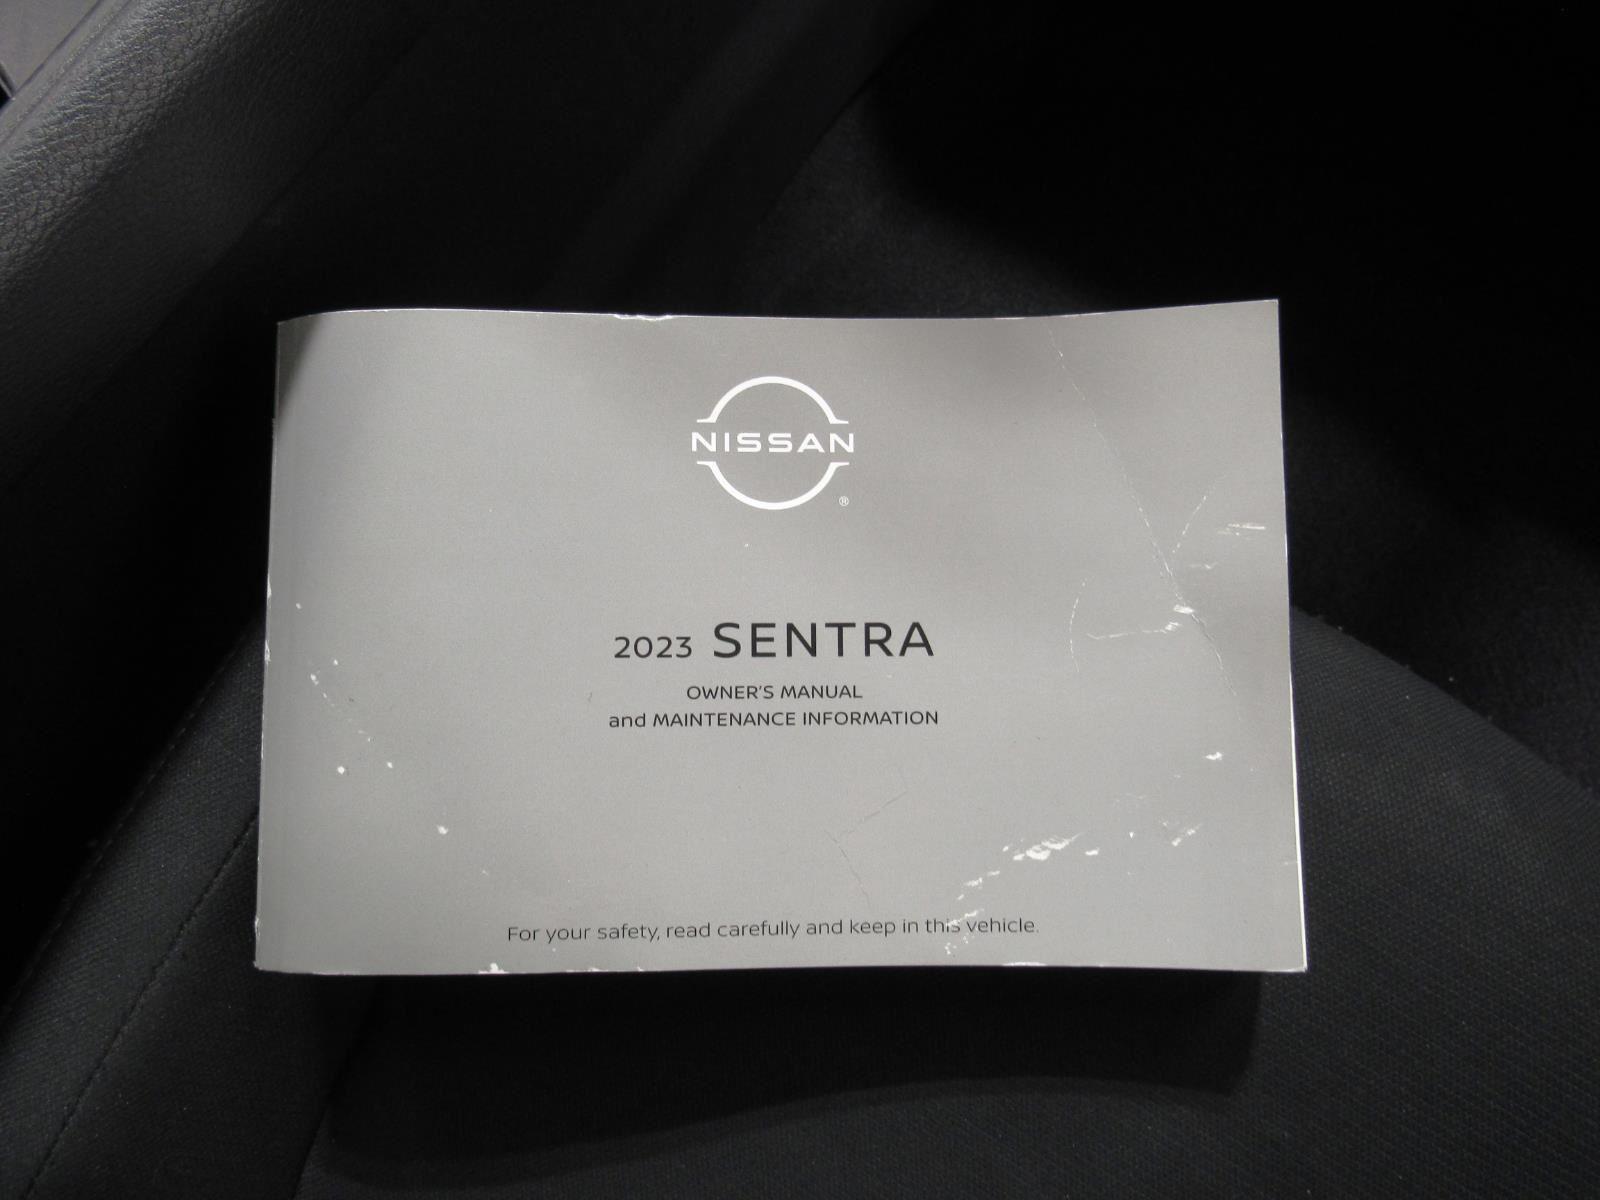 NISSAN
®
2023 SENTRA
OWNER'S MANUAL
and MAINTENANCE INFORMATION
For your safety, read carefully and keep in this vehicle.